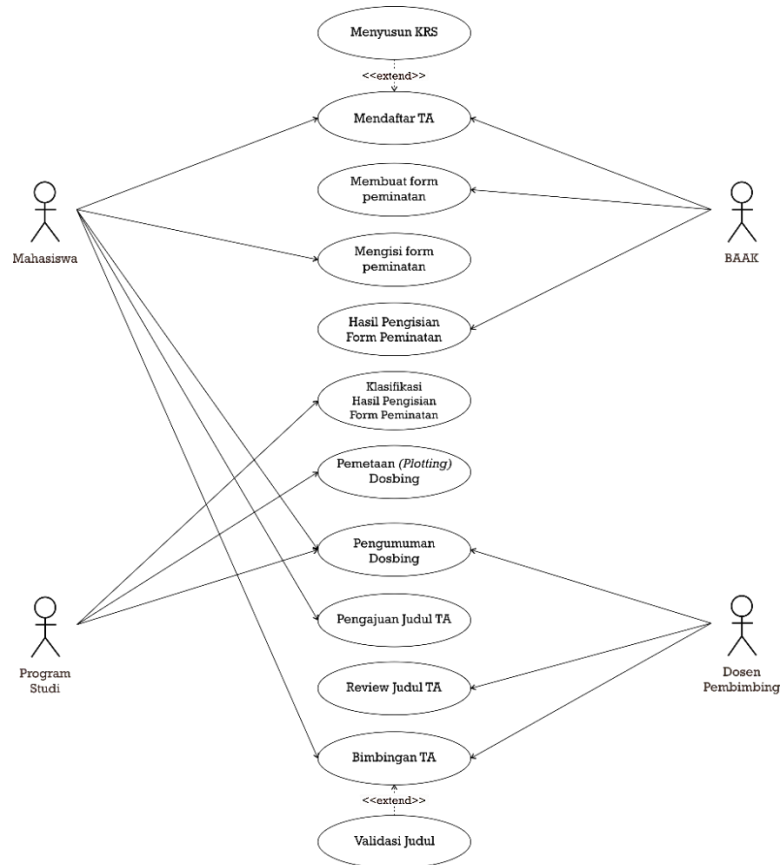 Menyusun KRS
<<extend>>
Mendaftar TA
Membuat form
peminatan
Mahasiswa
BAAK
Mengisi form
peminatan
Hasil Pengisian
Form Peminatan
Klasifikasi
Hasil Pengisian
Form Peminatan
Pemetaan (Plotting)
Dosbing
Pengumuman
Dosbing
Pengajuan Judul TA
Program
Studi
Dosen
Pembimbing
Review Judul TA
Bimbingan TA
<<extend>>
Validasi Judul